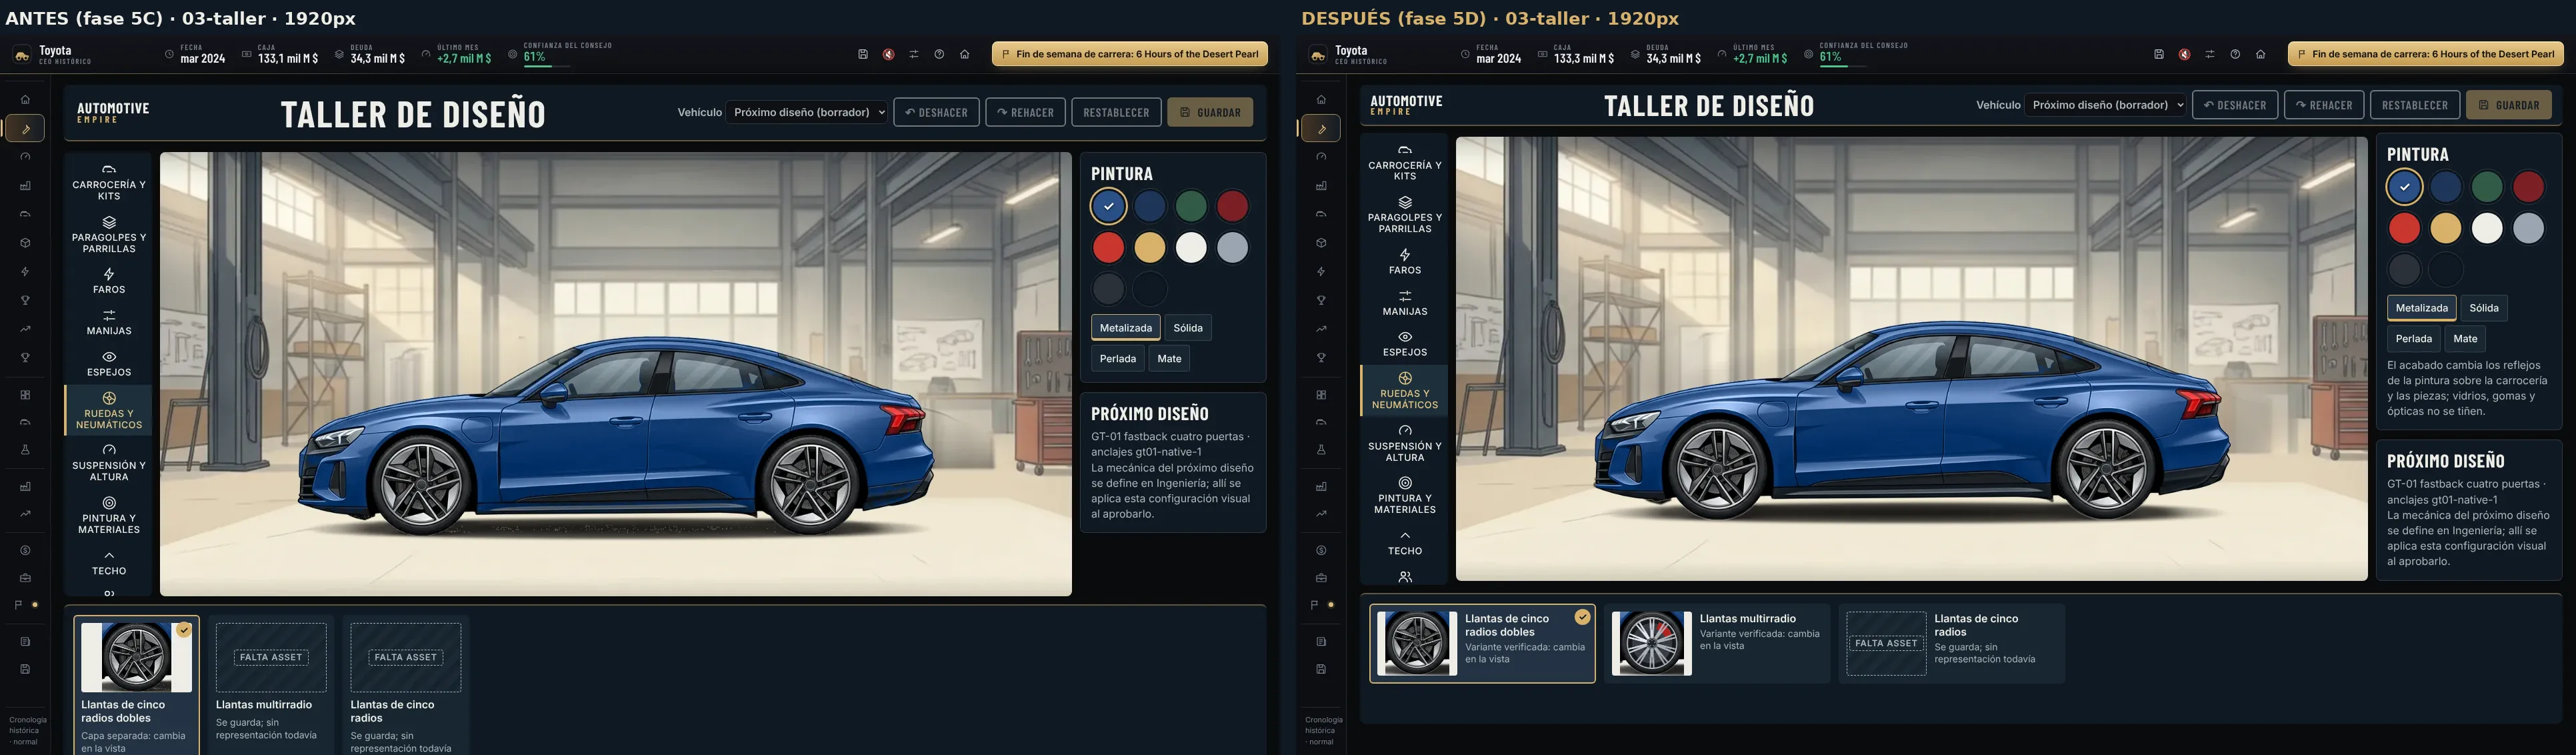 ANTES (fase 5C) · 03-taller · 1920px
Toyota
CEO HISTÓRICO
FECHA
mar 2024
CAJA
133,1 mil M $
DEUDA
34,3 mil M $
ÚLTIMO MES
+2,7 mil M $
CONFIANZA DEL CONSEJO
61%
Fin de semana de carrera: 6 Hours of the Desert Pearl
AUTOMOTIVE
EMPIRE
TALLER DE DISEÑO
Vehículo
Próximo diseño (borrador)
DESHACER
REHACER
RESTABLECER
GUARDAR
CARROCERÍA Y
KITS
PARAGOLPES Y
PARRILLAS
FAROS
MANIJAS
ESPEJOS
RUEDAS Y
NEUMÁTICOS
SUSPENSIÓN Y
ALTURA
PINTURA Y
MATERIALES
TECHO
PINTURA
Metalizada
Sólida
Perlada
Mate
PRÓXIMO DISEÑO
GT-01 fastback cuatro puertas ·
anclajes gt01-native-1
La mecánica del próximo diseño
se define en Ingeniería; allí se
aplica esta configuración visual
al aprobarlo.
Llantas de cinco
radios dobles
Capa separada: cambia
en la vista
FALTA ASSET
Llantas multirradio
Se guarda; sin
representación todavía
FALTA ASSET
Llantas de cinco
radios
Se guarda; sin
representación todavía
Cronología
histórica
· normal
DESPUÉS (fase 5D) · 03-taller · 1920px
Toyota
CEO HISTÓRICO
FECHA
mar 2024
CAJA
133,3 mil M $
DEUDA
34,3 mil M $
ÚLTIMO MES
+2,7 mil M $
CONFIANZA DEL CONSEJO
61%
Fin de semana de carrera: 6 Hours of the Desert Pearl
AUTOMOTIVE
EMPIRE
TALLER DE DISEÑO
Vehículo
Próximo diseño (borrador)
DESHACER
REHACER
RESTABLECER
GUARDAR
CARROCERÍA Y
KITS
PARAGOLPES Y
PARRILLAS
FAROS
MANIJAS
ESPEJOS
RUEDAS Y
NEUMÁTICOS
SUSPENSIÓN Y
ALTURA
PINTURA Y
MATERIALES
TECHO
PINTURA
Metalizada
Sólida
Perlada
Mate
El acabado cambia los reflejos
de la pintura sobre la carrocería
y las piezas; vidrios, gomas y
ópticas no se tiñen.
PRÓXIMO DISEÑO
GT-01 fastback cuatro puertas ·
anclajes gt01-native-1
La mecánica del próximo diseño
se define en Ingeniería; allí se
aplica esta configuración visual
al aprobarlo.
Llantas de cinco
radios dobles
Variante verificada: cambia
en la vista
Llantas multirradio
Variante verificada: cambia
en la vista
FALTA ASSET
Llantas de cinco
radios
Se guarda; sin
representación todavía
Cronología
histórica
· normal